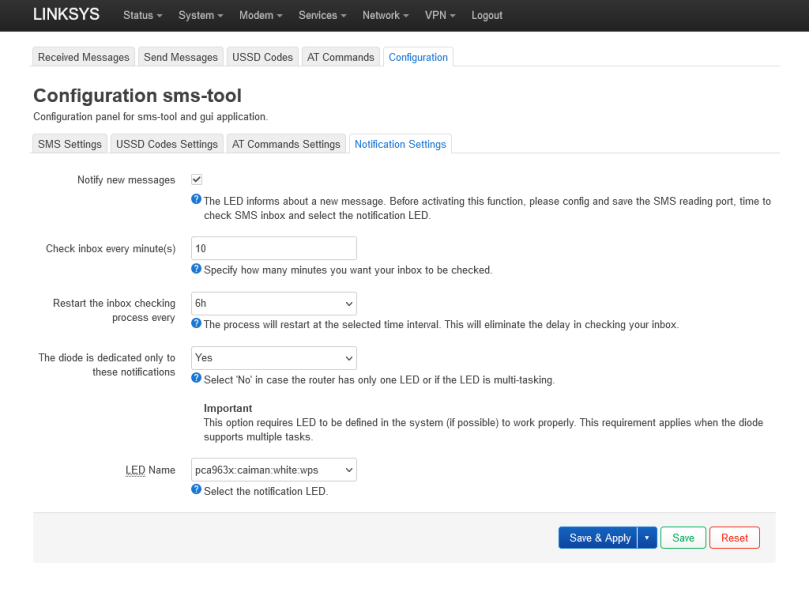 LINKSYS Status System Modem Services Network VPN Logout
Received Messages Send Messages USSD Codes AT Commands Configuration
Configuration sms-tool
Configuration panel for sms-tool and gui application.
SMS Settings USSD Codes Settings AT Commands Settings Notification Settings
Notify new messages
The LED informs about a new message. Before activating this function, please config and save the SMS reading port, time to
check SMS inbox and select the notification LED.
Check inbox every minute(s) 10
Specify how many minutes you want your inbox to be checked.
Restart the inbox checking 6h
process every
The process will restart at the selected time interval. This will eliminate the delay in checking your inbox.
The diode is dedicated only to Yes
these notifications
Select 'No' in case the router has only one LED or if the LED is multi-tasking.
Important
This option requires LED to be defined in the system (if possible) to work properly. This requirement applies when the diode
supports multiple tasks.
LED Name pca963x:caiman:white:wps
Select the notification LED.
Save & Apply Save Reset